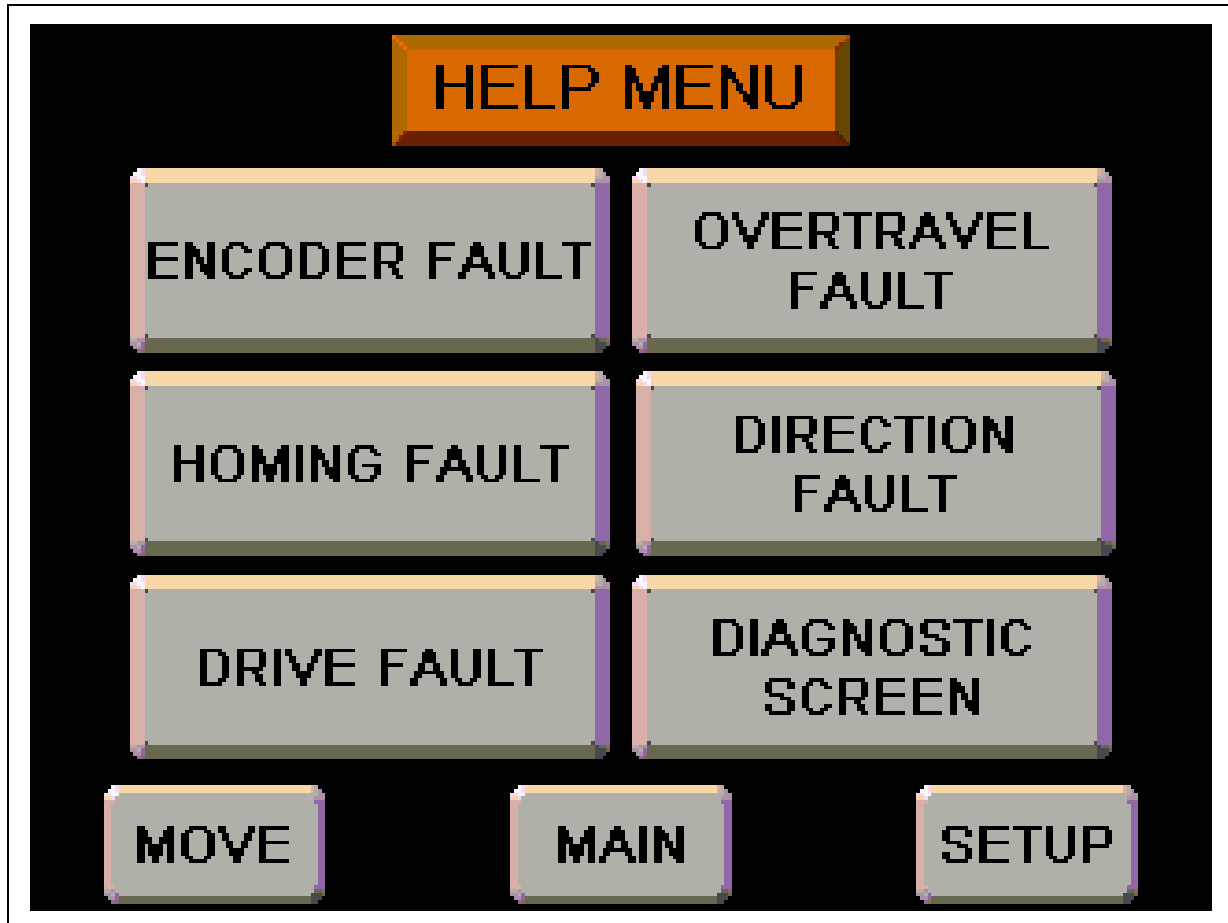 HELP MENU
ENCODER FAULT
OVERTRAVEL
FAULT
HOMING FAULT
DIRECTION
FAULT
DRIVE FAULT
DIAGNOSTIC
SCREEN
MOVE
MAIN
SETUP